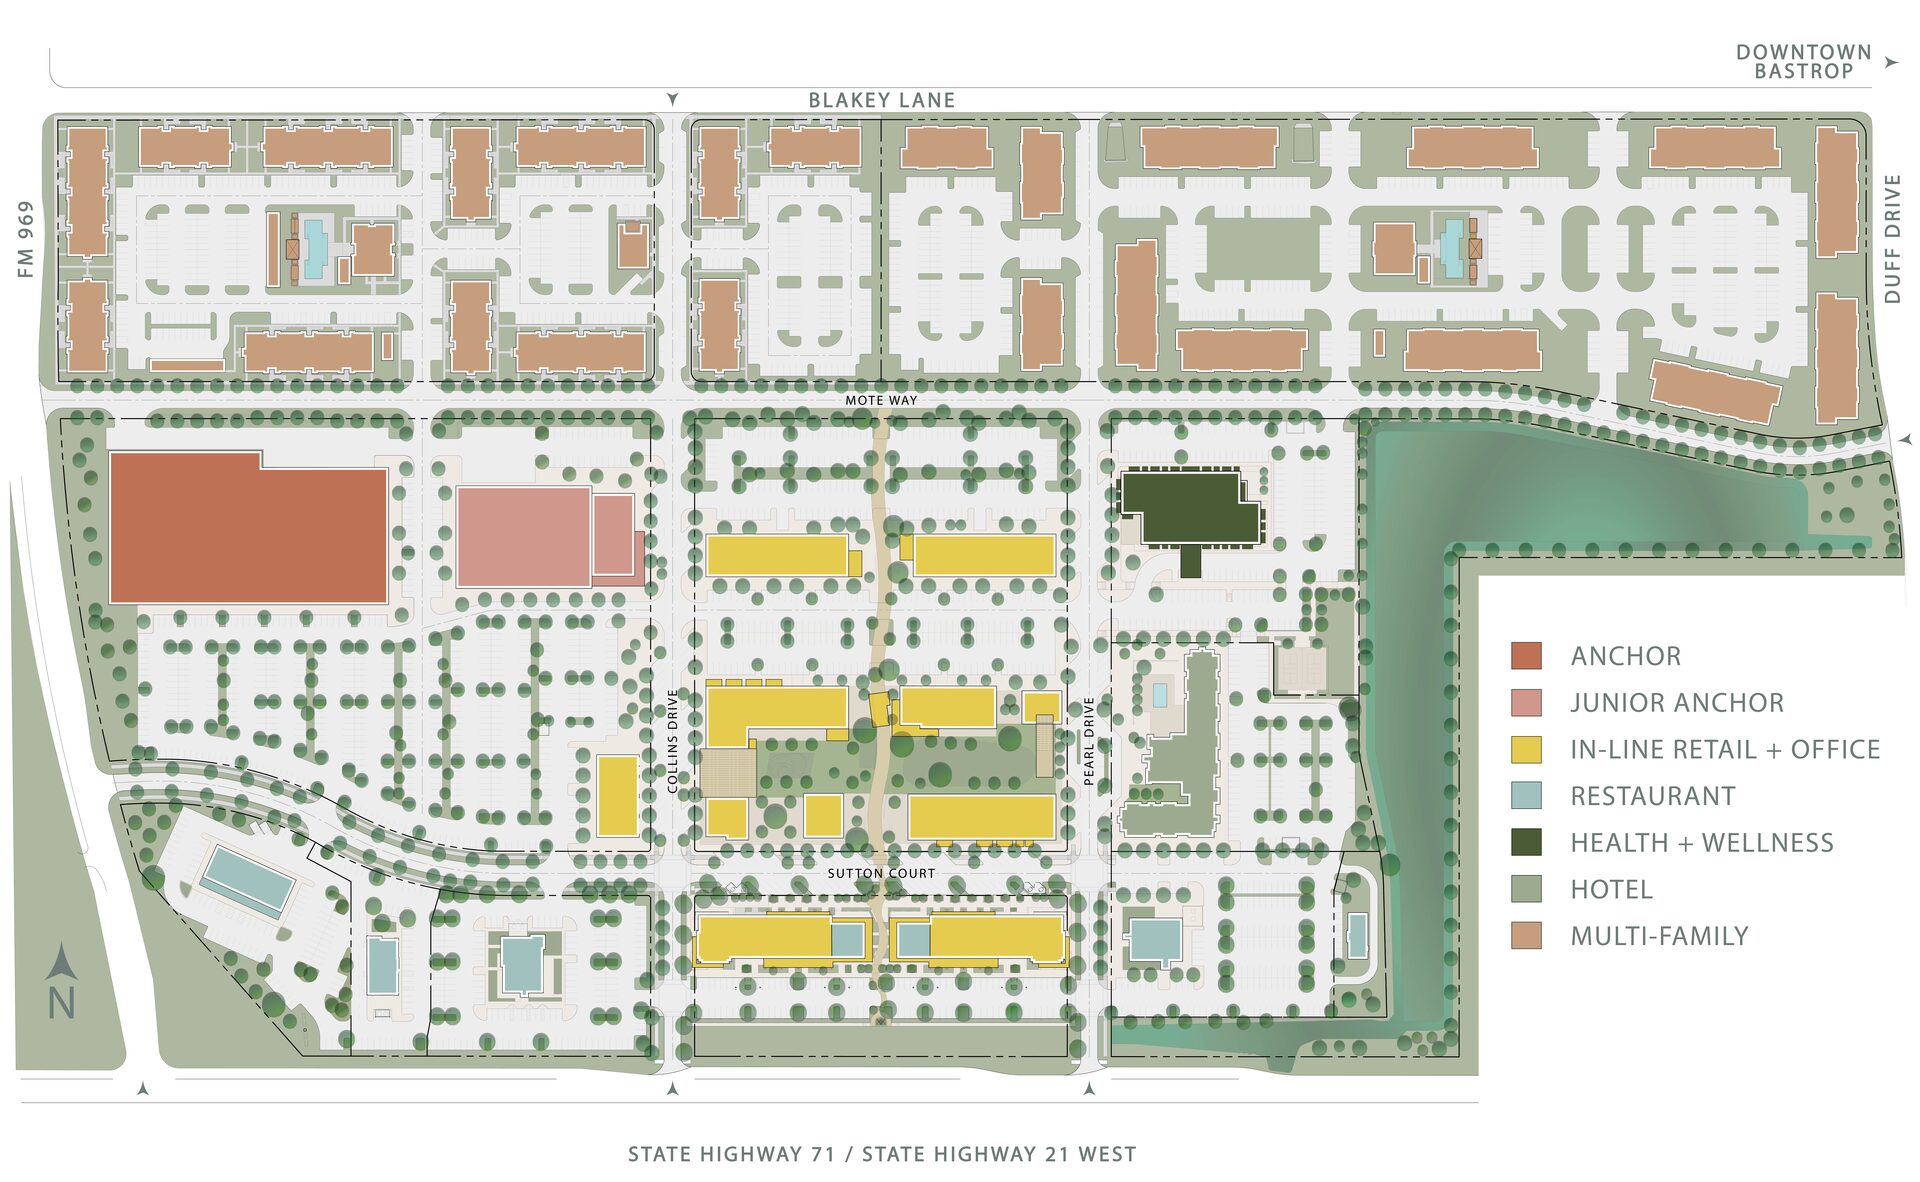 DOWNTOWN
BASTROP
BLAKEY LANE
FM 969
DUFF DRIVE
MOTE WAY
COLLINS DRIVE
PEARL DRIVE
SUTTON COURT
ANCHOR
JUNIOR ANCHOR
IN-LINE RETAIL + OFFICE
RESTAURANT
HEALTH + WELLNESS
HOTEL
MULTI-FAMILY
N
STATE HIGHWAY 71 / STATE HIGHWAY 21 WEST